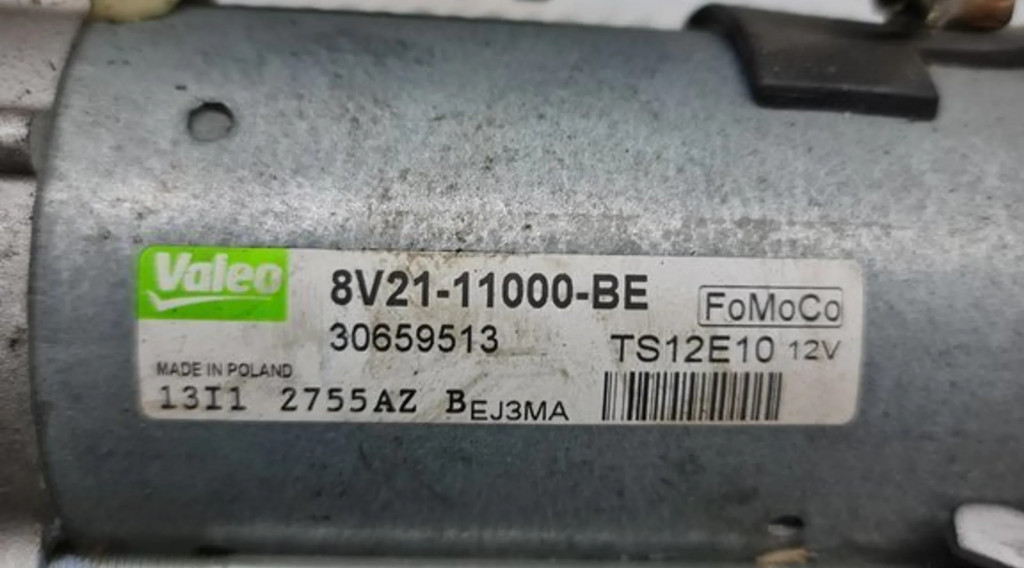 Valeo
8V21-11000-BE
FoMoCo
30659513
TS12E10 12V
MADE IN POLAND
13I1 2755AZ BEJ3MA